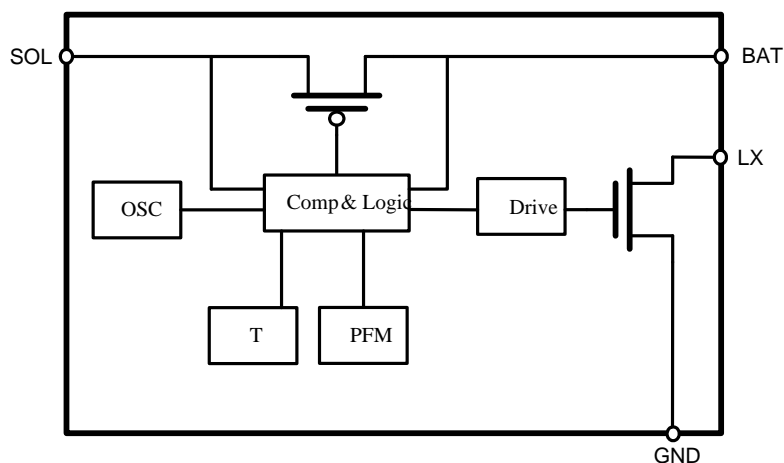 SOL
BAT
LX
OSC
Comp & Logic
Drive
T
PFM
GND